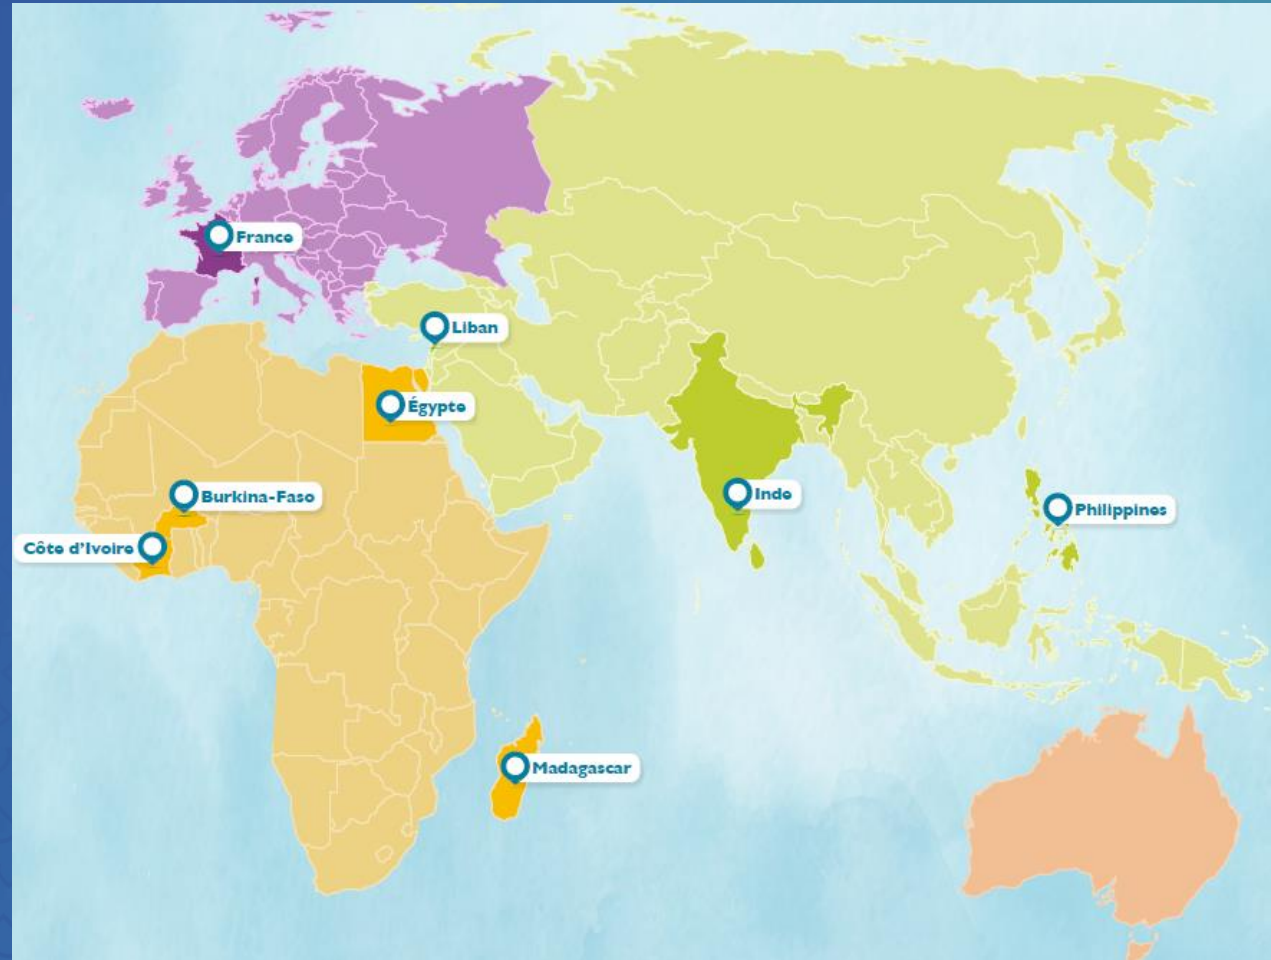 France
Liban
Égypte
Inde
Burkina-Faso
Philippines
Côte d'Ivoire
Madagascar